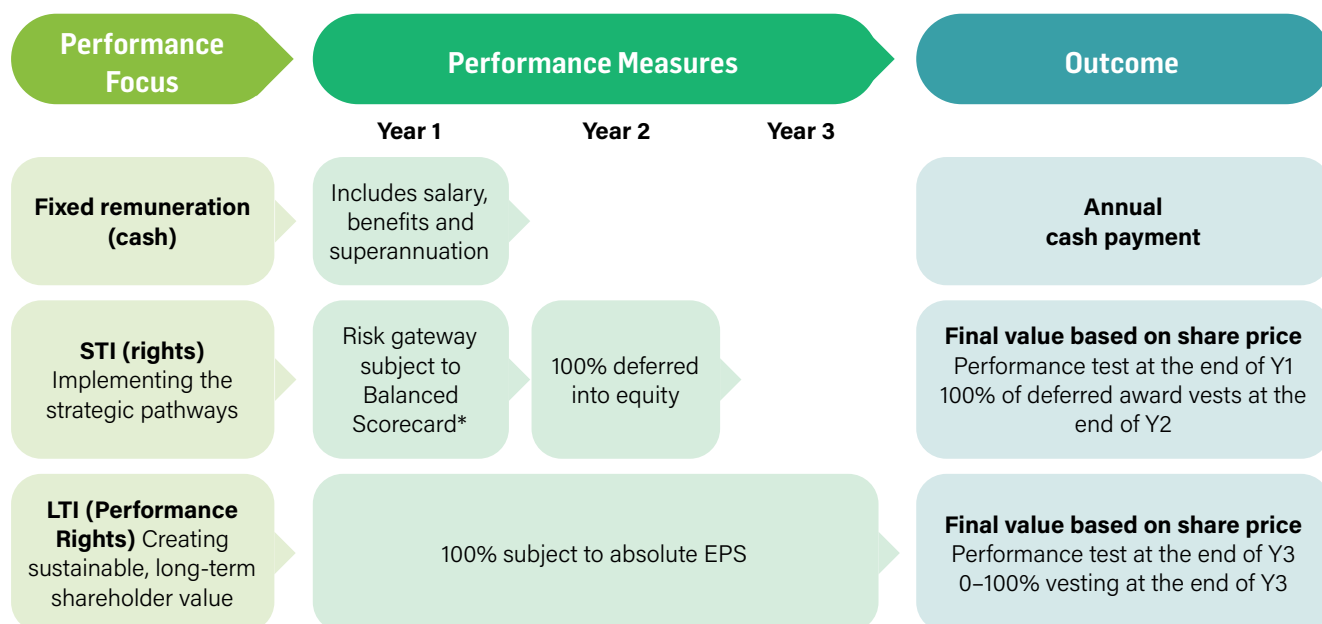 Performance
Focus
Performance Measures
Outcome
Year 1
Year 2
Year 3
Fixed remuneration
(cash)
Includes salary,
benefits and
superannuation
Annual
cash payment
STI (rights)
Implementing the
strategic pathways
Risk gateway
subject to
Balanced
Scorecard*
100% deferred
into equity
Final value based on share price
Performance test at the end of Y1
100% of deferred award vests at the
end of Y2
LTI (Performance
Rights) Creating
sustainable, long-term
shareholder value
100% subject to absolute EPS
Final value based on share price
Performance test at the end of Y3
0–100% vesting at the end of Y3